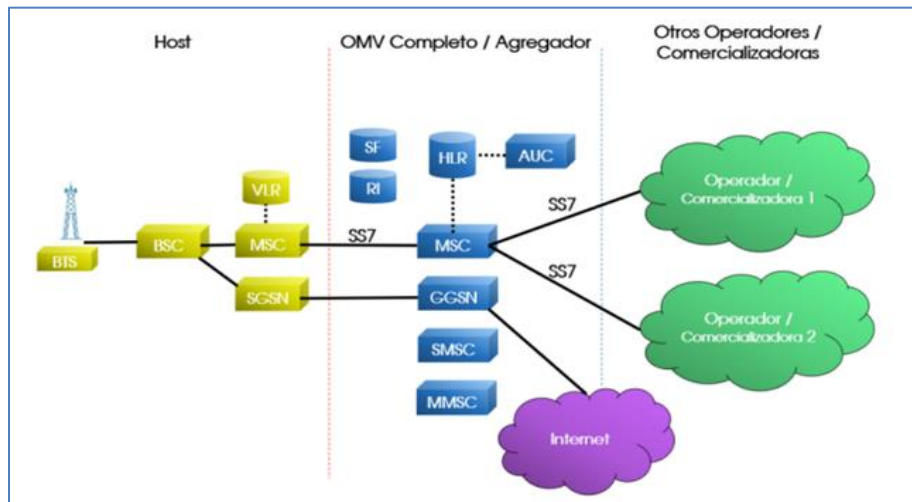 Host
OMV Completo / Agregador
Otros Operadores /
Comercializadoras
SF
RI
HLR
AUC
VLR
BTS
BSC
MSC
SS7
MSC
SS7
SS7
SGSN
GGSN
SMSC
MMSC
Operador /
Comercializadora 1
Operador /
Comercializadora 2
Internet